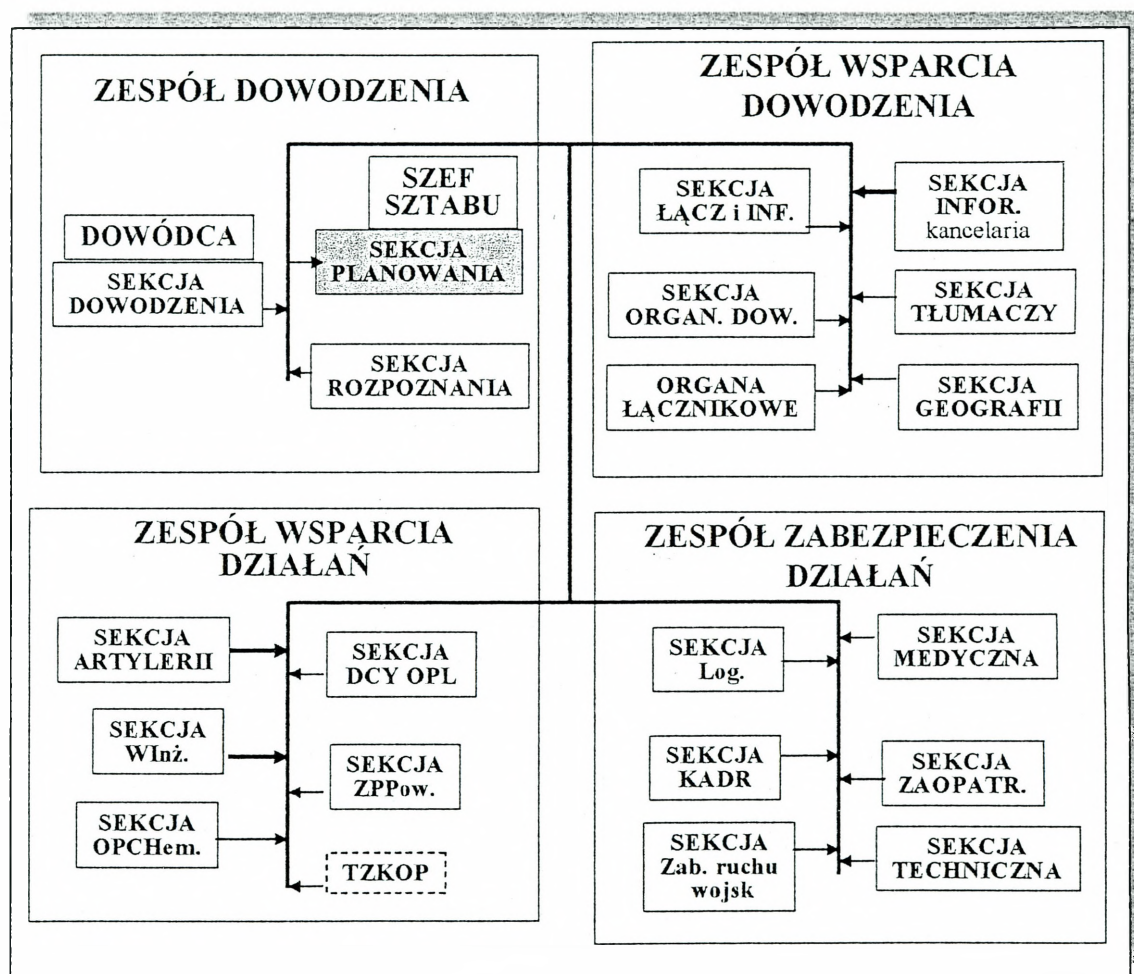 ZESPÓŁ DOWODZENIA
SZEF
SZTABU
DOWÓDCA
SEKCJA
PLANOWANIA
SEKCJA
DOWODZENIA
SEKCJA
ROZPOZNANIA
ZESPÓŁ WSPARCIA
DOWODZENIA
SEKCJA
ŁĄCZ i INF.
SEKCJA
INFOR.
kancelaria
SEKCJA
ORGAN. DOW.
SEKCJA
TŁUMACZY
ORGANA
ŁĄCZNIKOWE
SEKCJA
GEOGRAFII
ZESPÓŁ WSPARCIA
DZIAŁAŃ
SEKCJA
ARTYLERII
SEKCJA
DCY OPL
SEKCJA
WInż.
SEKCJA
ZPPow.
SEKCJA
OPCHem.
TZKOP
ZESPÓŁ ZABEZPIECZENIA
DZIAŁAŃ
SEKCJA
Log.
SEKCJA
MEDYCZNA
SEKCJA
KADR
SEKCJA
ZAOPATR.
SEKCJA
Zab. ruchu
wojsk
SEKCJA
TECHNICZNA